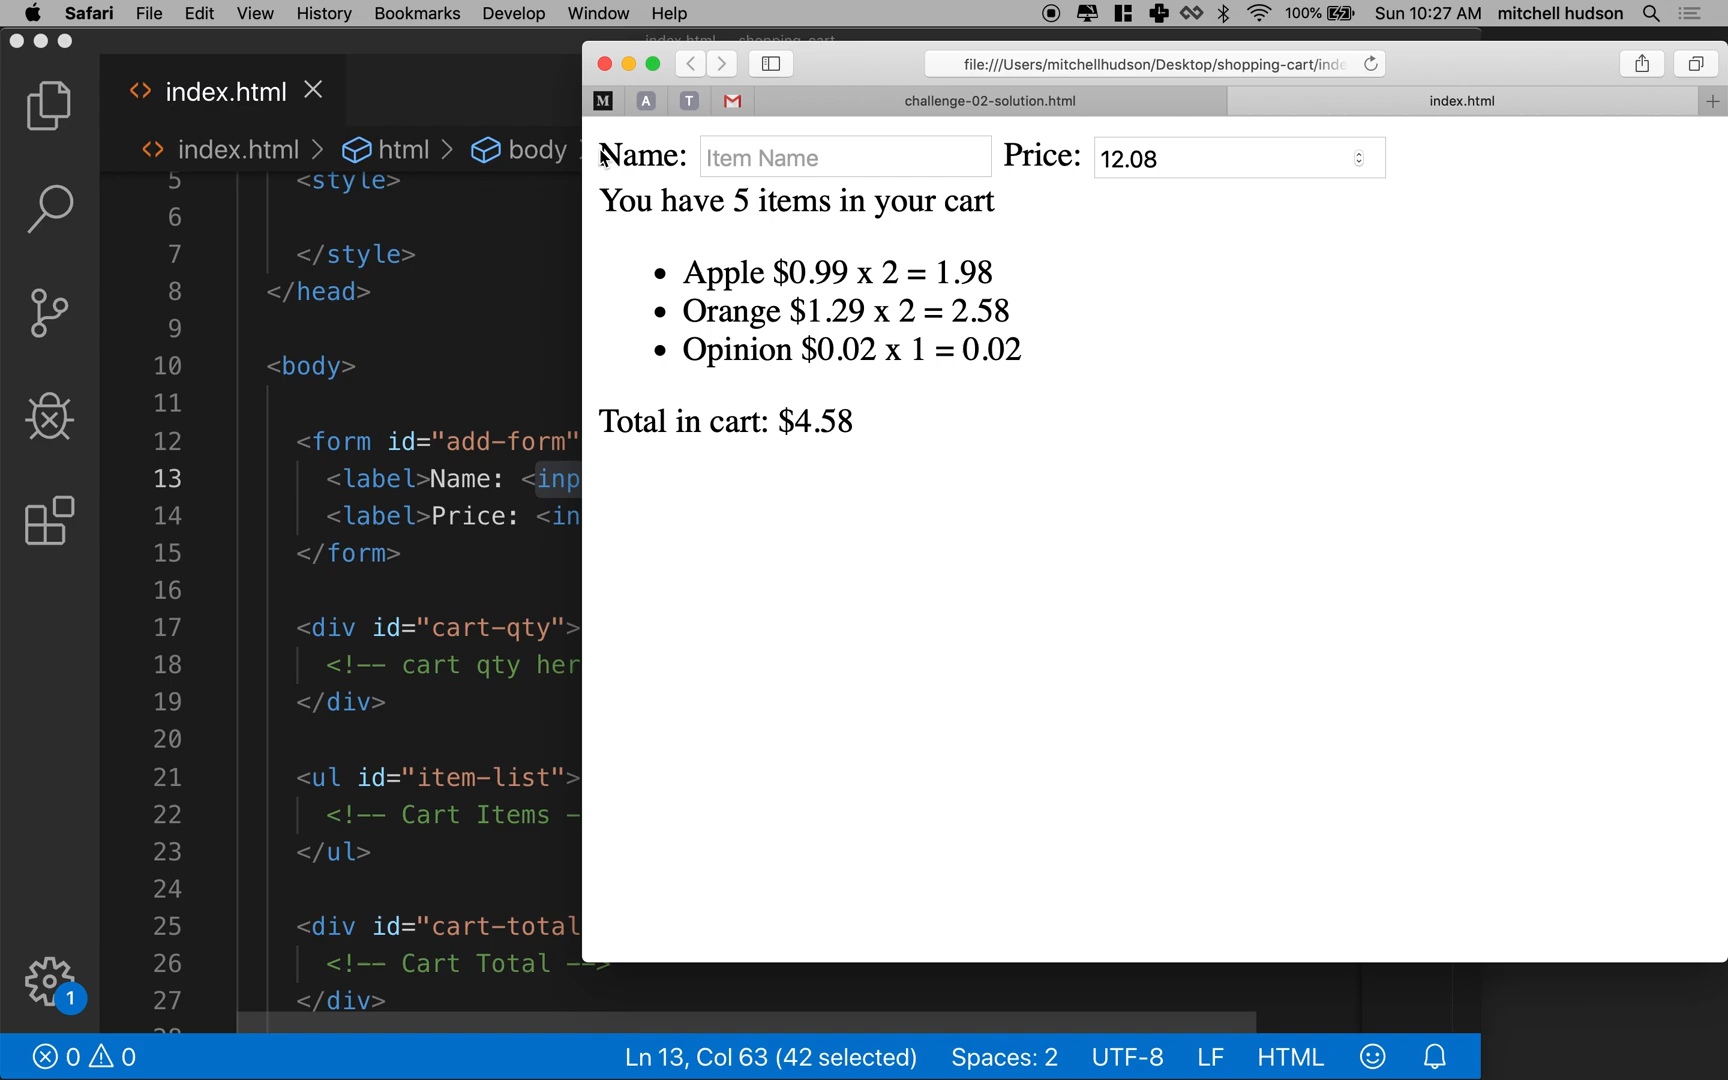 Safari File Edit View History Bookmarks Develop Window Help 100% Sun 10:27 AM mitchell hudson
index.html — shopping-cart
index.html
index.html > html > body
file:///Users/mitchellhudson/Desktop/shopping-cart/inde
M A T M challenge-02-solution.html index.html
Name: Item Name Price: 12.08
You have 5 items in your cart
• Apple $0.99 x 2 = 1.98
• Orange $1.29 x 2 = 2.58
• Opinion $0.02 x 1 = 0.02
Total in cart: $4.58
5 <style>
6
7 </style>
8 </head>
9
10 <body>
11
12 <form id="add-form"
13 <label>Name: <inp
14 <label>Price: <in
15 </form>
16
17 <div id="cart-qty">
18 <!-- cart qty her
19 </div>
20
21 <ul id="item-list">
22 <!-- Cart Items -
23 </ul>
24
25 <div id="cart-total
26 <!-- Cart Total -->
27 </div>
1
0 0 Ln 13, Col 63 (42 selected) Spaces: 2 UTF-8 LF HTML